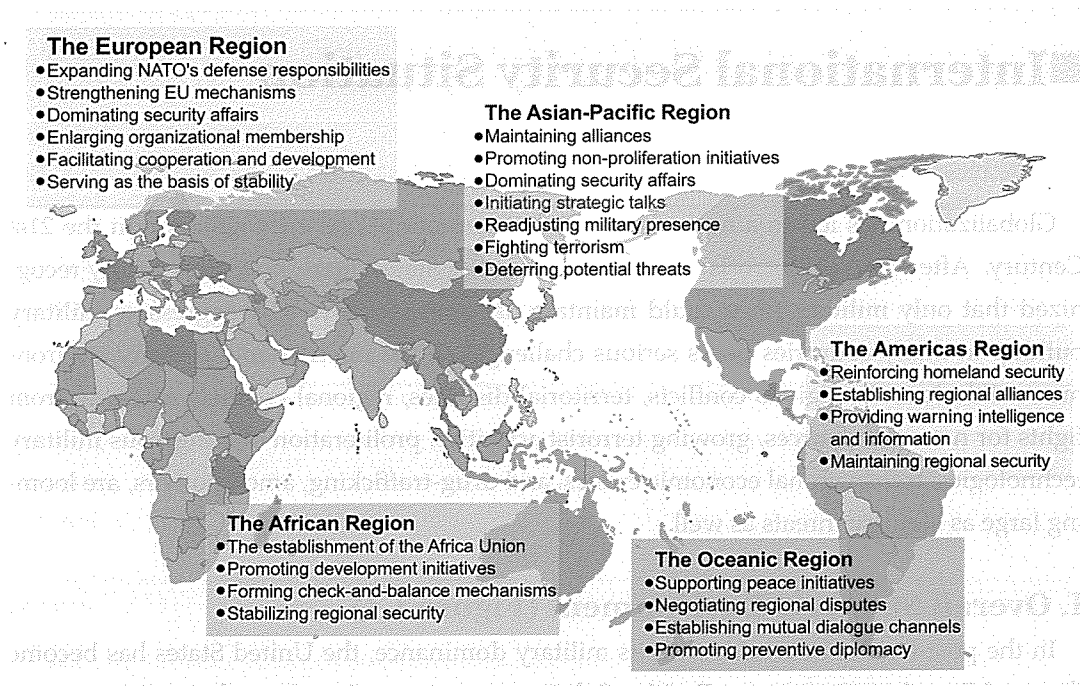 The European Region
●Expanding NATO's defense responsibilities
●Strengthening EU mechanisms
●Dominating security affairs
●Enlarging organizational membership
●Facilitating cooperation and development
●Serving as the basis of stability
The Asian-Pacific Region
●Maintaining alliances
●Promoting non-proliferation initiatives
●Dominating security affairs
●Initiating strategic talks
●Readjusting military presence
●Fighting terrorism
●Deterring potential threats
The Americas Region
●Reinforcing homeland security
●Establishing regional alliances
●Providing warning intelligence
and information
●Maintaining regional security
The African Region
●The establishment of the Africa Union
●Promoting development initiatives
●Forming check-and-balance mechanisms
●Stabilizing regional security
The Oceanic Region
●Supporting peace initiatives
●Negotiating regional disputes
●Establishing mutual dialogue channels
●Promoting preventive diplomacy